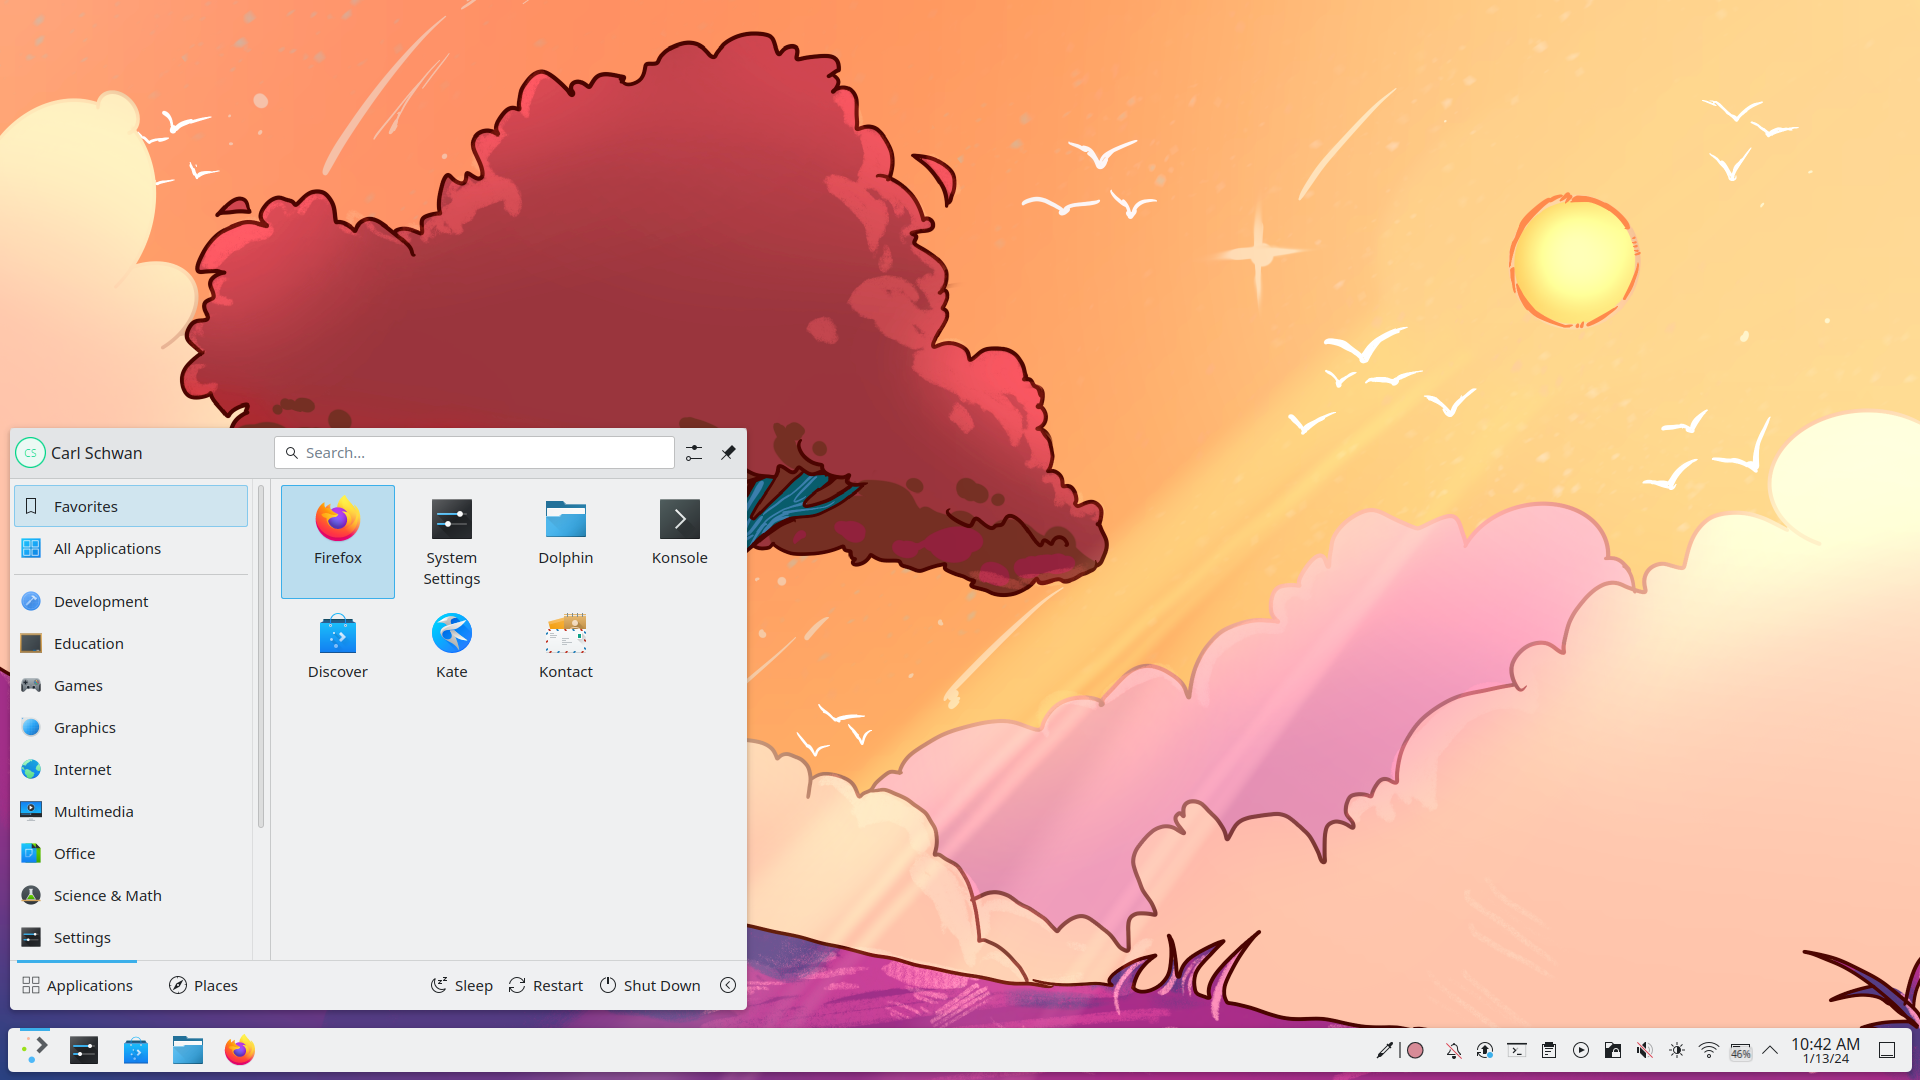 CS Carl Schwan
Search...
Favorites
All Applications
Development
Education
Games
Graphics
Internet
Multimedia
Office
Science & Math
Settings
Firefox
System
Settings
Dolphin
Konsole
Discover
Kate
Kontact
Applications
Places
Sleep
Restart
Shut Down
46%
10:42 AM
1/13/24